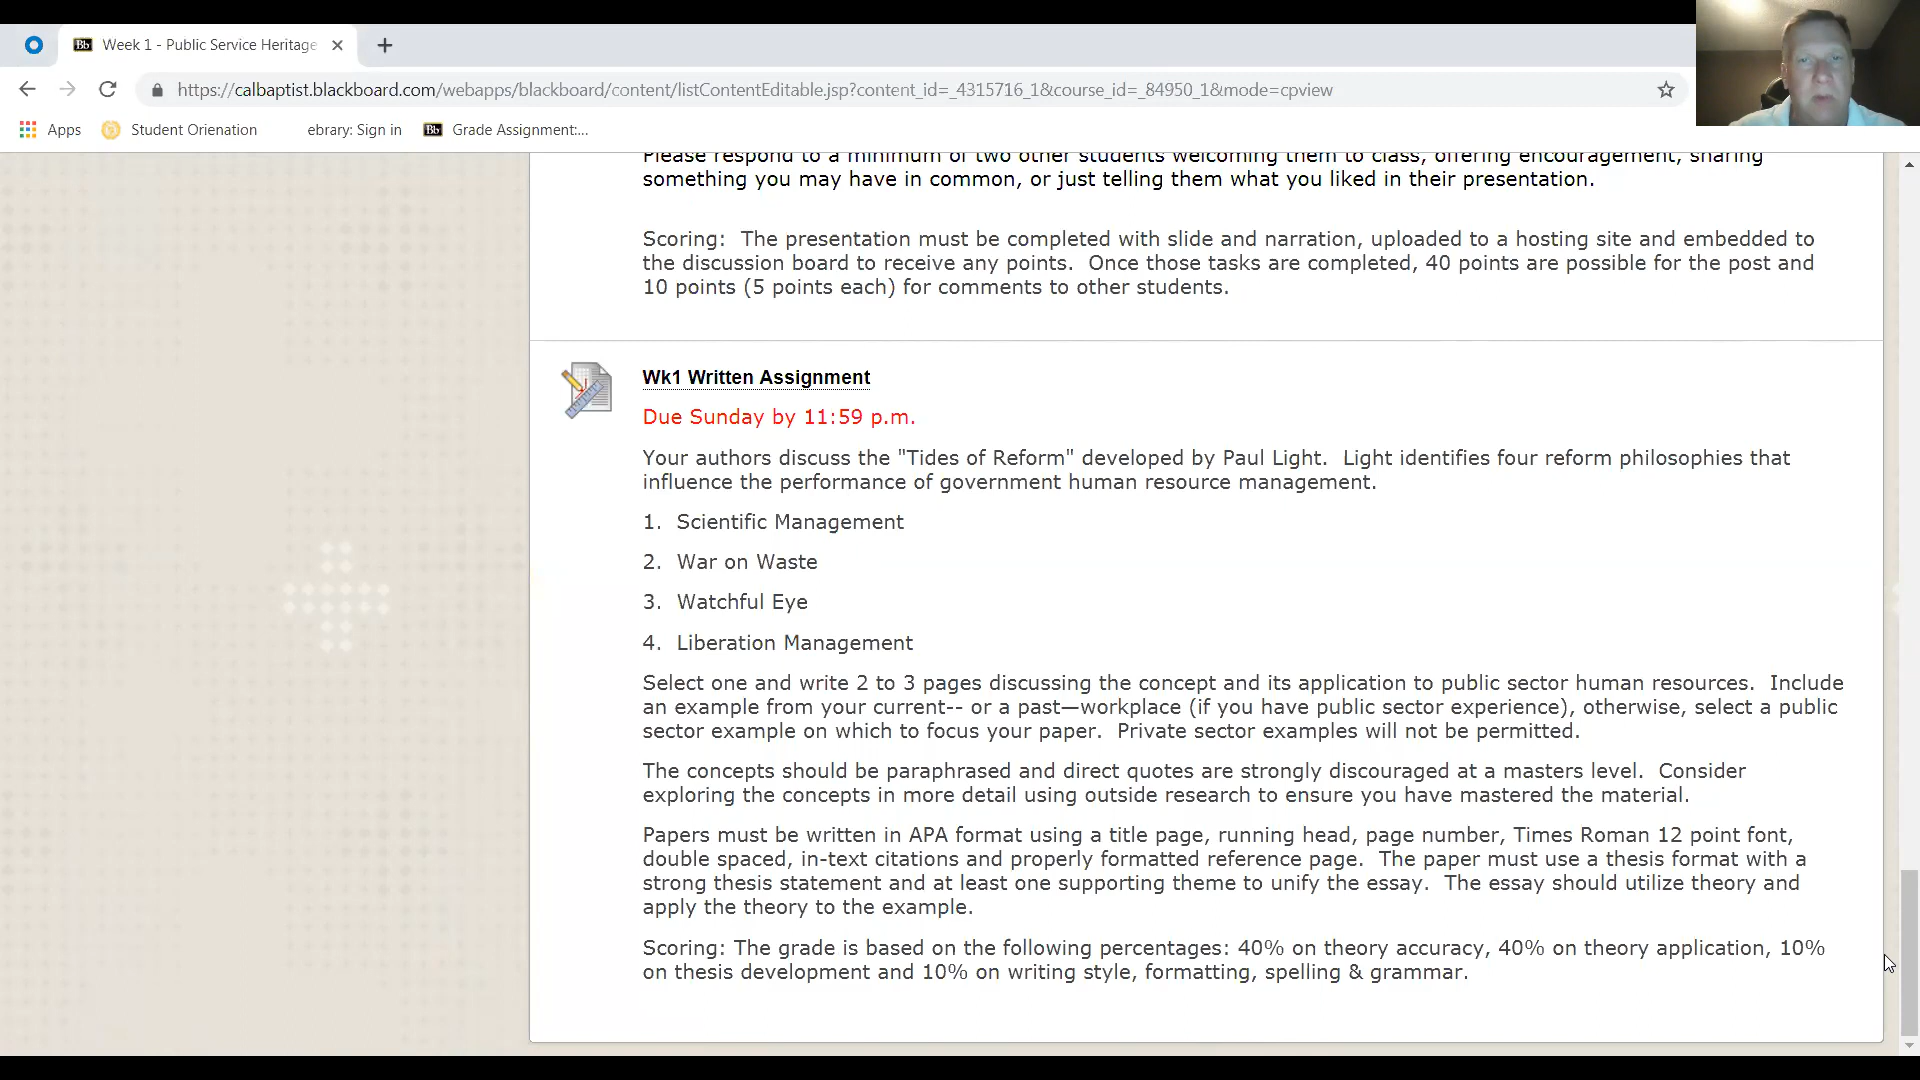 Week 1 - Public Service Heritage
https://calbaptist.blackboard.com/webapps/blackboard/content/listContentEditable.jsp?content_id=_4315716_1&course_id=_84950_1&mode=cpview
Apps Student Orienation ebrary: Sign in Bb Grade Assignment:...
Please respond to a minimum of two other students welcoming them to class, offering encouragement, sharing
something you may have in common, or just telling them what you liked in their presentation.
Scoring: The presentation must be completed with slide and narration, uploaded to a hosting site and embedded to
the discussion board to receive any points. Once those tasks are completed, 40 points are possible for the post and
10 points (5 points each) for comments to other students.
Wk1 Written Assignment
Due Sunday by 11:59 p.m.
Your authors discuss the "Tides of Reform" developed by Paul Light. Light identifies four reform philosophies that
influence the performance of government human resource management.
1. Scientific Management
2. War on Waste
3. Watchful Eye
4. Liberation Management
Select one and write 2 to 3 pages discussing the concept and its application to public sector human resources. Include
an example from your current-- or a past—workplace (if you have public sector experience), otherwise, select a public
sector example on which to focus your paper. Private sector examples will not be permitted.
The concepts should be paraphrased and direct quotes are strongly discouraged at a masters level. Consider
exploring the concepts in more detail using outside research to ensure you have mastered the material.
Papers must be written in APA format using a title page, running head, page number, Times Roman 12 point font,
double spaced, in-text citations and properly formatted reference page. The paper must use a thesis format with a
strong thesis statement and at least one supporting theme to unify the essay. The essay should utilize theory and
apply the theory to the example.
Scoring: The grade is based on the following percentages: 40% on theory accuracy, 40% on theory application, 10%
on thesis development and 10% on writing style, formatting, spelling & grammar.